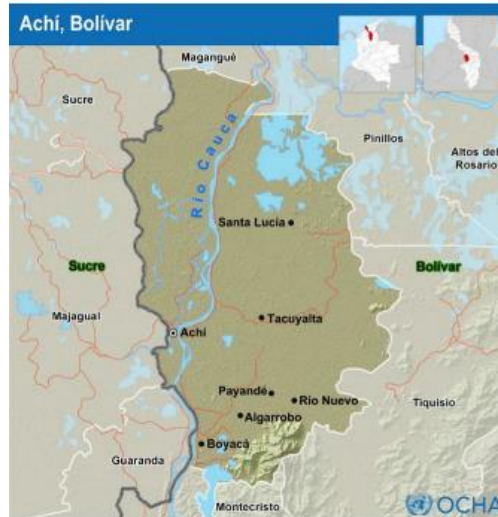 Achí, Bolívar
Magangué
Sucre
Río Cauca
Pinillos
Altos del
Rosario
Santa Lucía
Sucre
Bolívar
Majagual
Achí
Tacuyalta
Payandé
Río Nuevo
Tiquisio
Algarrobo
Boyacá
Guaranda
Montecristo
OCHA